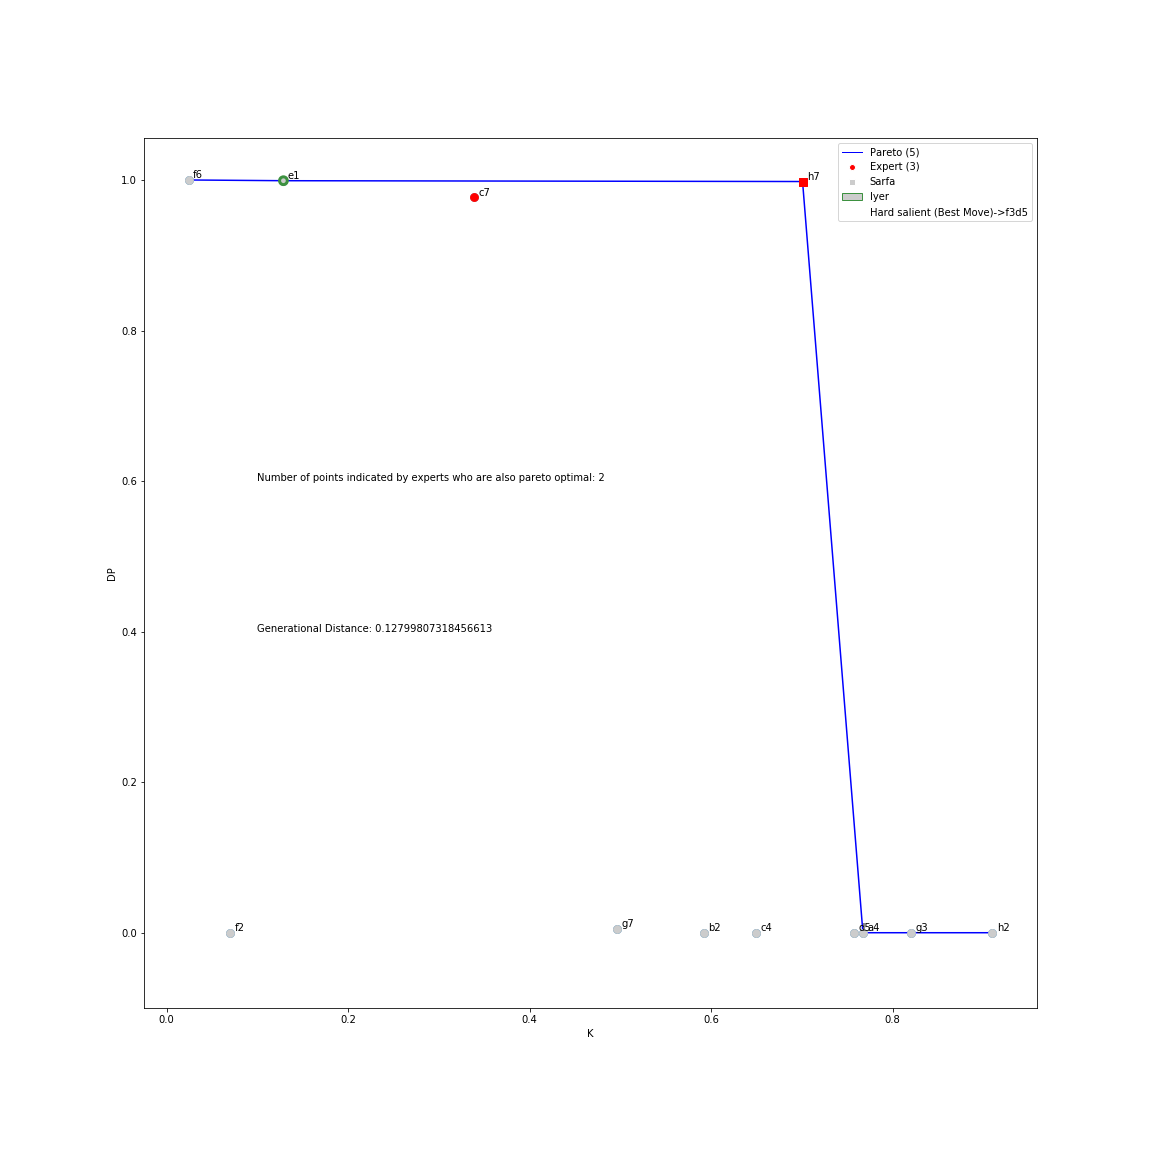 Pareto (5)
Expert (3)
Sarfa
Iyer
Hard salient (Best Move)->f3d5
f6
e1
h7
c7
1.0
0.8
Number of points indicated by experts who are also pareto optimal: 2
0.6
DP
Generational Distance: 0.12799807318456613
0.4
0.2
0.0
f2
g7
b2
c4
a4
g3
h2
0.0 0.2 0.4 0.6 0.8
K